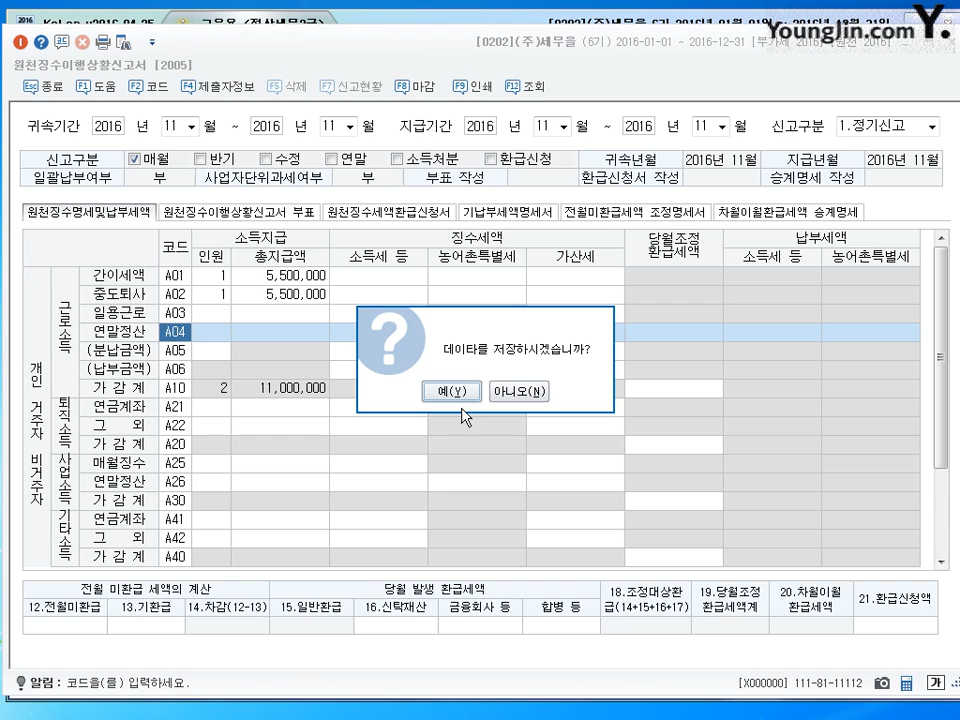 YoungJin.com Y.
[0202](주)세무을 (6기) 2016-01-01 ~ 2016-12-31 [부가세 2016] [원천 2016]
원천징수이행상황신고서 [2005]
Esc 종료 F1 도움 F2 코드 F4 제출자정보 F5 삭제 F7 신고현황 F8 마감 F9 인쇄 F12 조회
귀속기간 2016 년 11 월 ~ 2016 년 11 월 지급기간 2016 년 11 월 ~ 2016 년 11 월 신고구분 1.정기신고
신고구분 매월 반기 수정 연말 소득처분 환급신청 귀속년월 2016년 11월 지급년월 2016년 11월
일괄납부여부 부 사업자단위과세여부 부 부표 작성 환급신청서 작성 승계명세 작성
원천징수명세및납부세액 원천징수이행상황신고서 부표 원천징수세액환급신청서 기납부세액명세서 전월미환급세액 조정명세서 차월이월환급세액 승계명세
코드 소득지급 징수세액 당월조정 환급세액 납부세액
인원 총지급액 소득세 등 농어촌특별세 가산세 소득세 등 농어촌특별세
개인 거주자 비거주자
근로소득
간이세액 A01 1 5,500,000
중도퇴사 A02 1 5,500,000
일용근로 A03
연말정산 A04
(분납금액) A05
(납부금액) A06
가 감 계 A10 2 11,000,000
퇴직소득
연금계좌 A21
그 외 A22
가 감 계 A20
사업소득
매월징수 A25
연말정산 A26
가 감 계 A30
기타소득
연금계좌 A41
그 외 A42
가 감 계 A40
데이타를 저장하시겠습니까?
예(Y) 아니오(N)
전월 미환급 세액의 계산 당월 발생 환급세액 18.조정대상환급(14+15+16+17) 19.당월조정 환급세액계 20.차월이월 환급세액 21.환급신청액
12.전월미환급 13.기환급 14.차감(12-13) 15.일반환급 16.신탁재산 금융회사 등 합병 등
알림 : 코드을(를) 입력하세요. [X000000] 111-81-11112 가